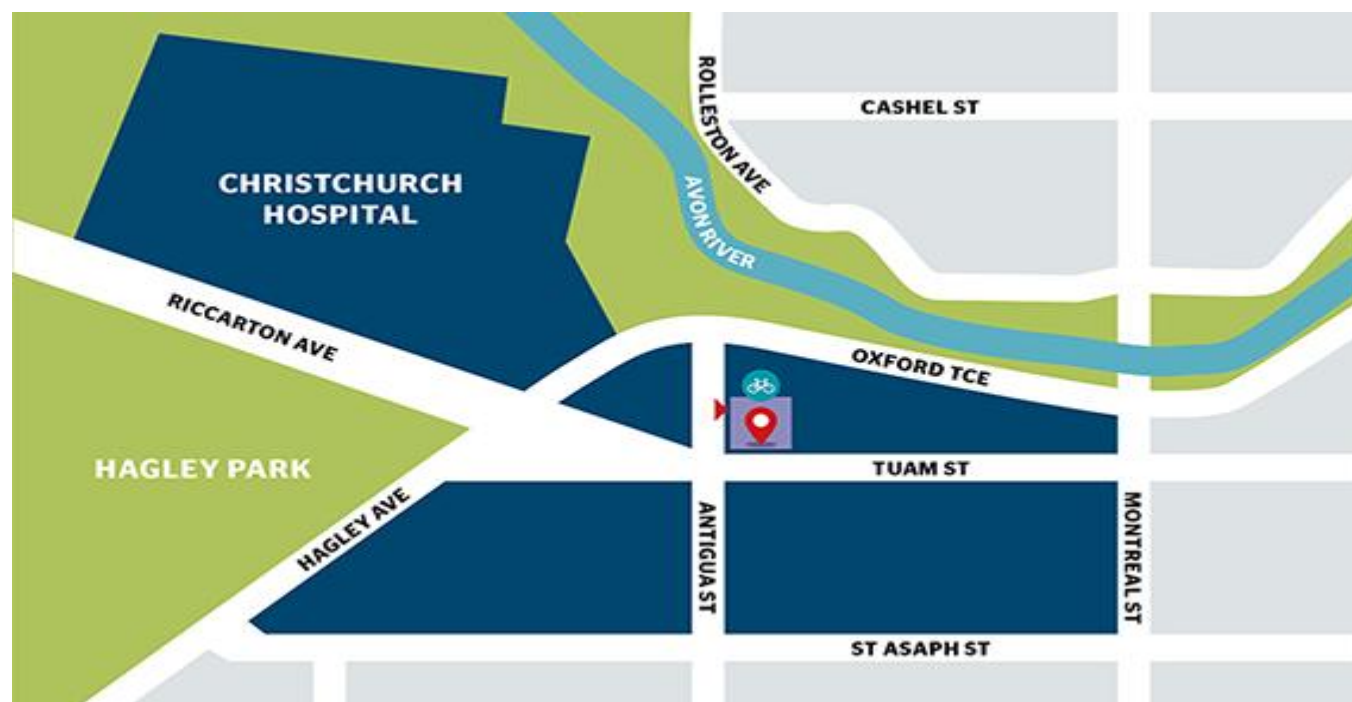 ROLLESTON AVE
CASHEL ST
CHRISTCHURCH
HOSPITAL
AVON RIVER
RICCARTON AVE
OXFORD TCE
HAGLEY PARK
TUAM ST
HAGLEY AVE
ANTIGUA ST
MONTREAL ST
ST ASAPH ST